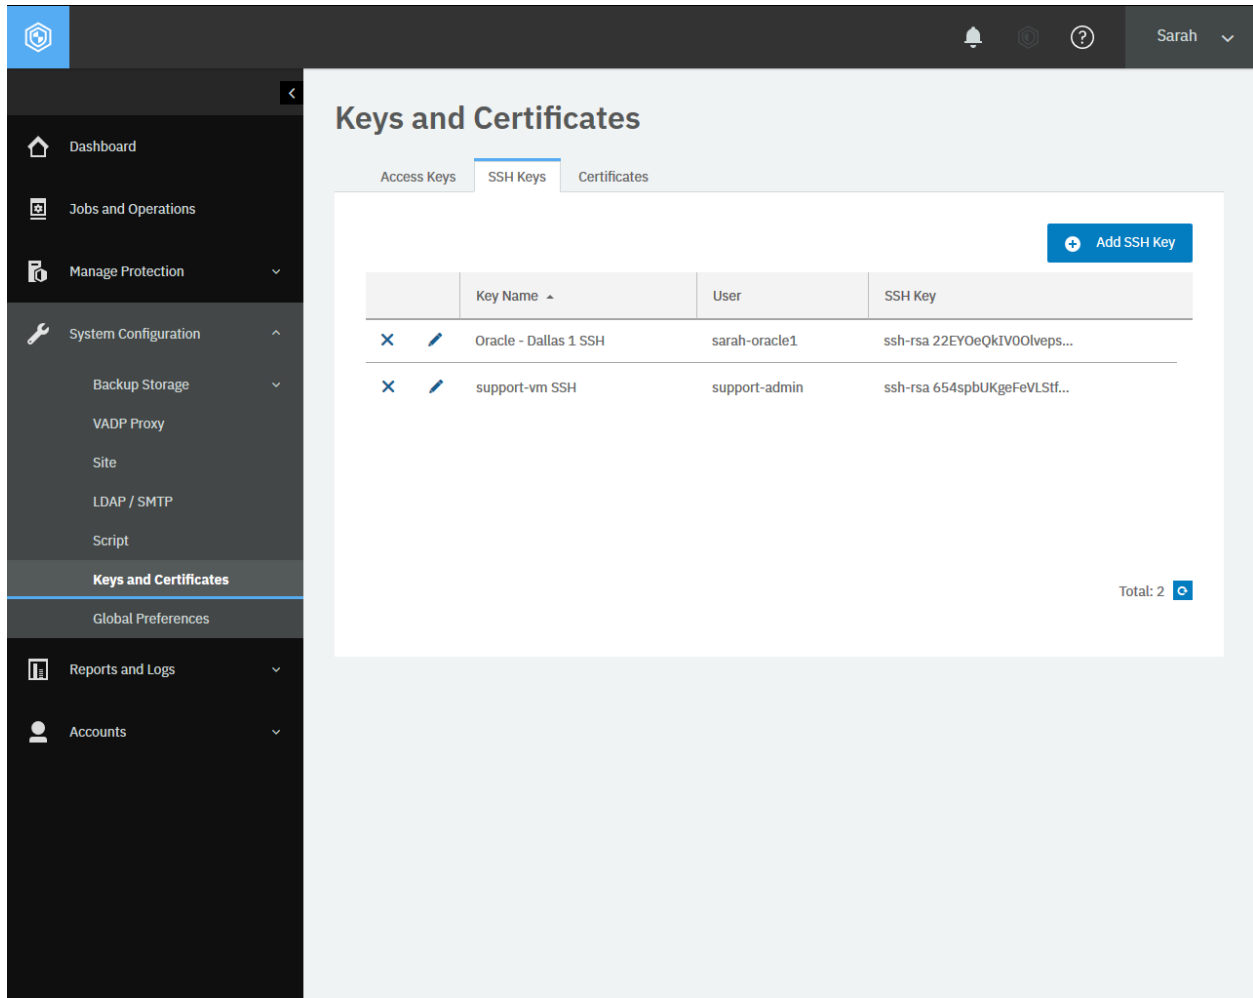 Sarah
Keys and Certificates
Dashboard
Jobs and Operations
Manage Protection
System Configuration
Backup Storage
VADP Proxy
Site
LDAP / SMTP
Script
Keys and Certificates
Global Preferences
Reports and Logs
Accounts
Access Keys SSH Keys Certificates
Add SSH Key
Key Name User SSH Key
Oracle - Dallas 1 SSH sarah-oracle1 ssh-rsa 22EYOeQkIV0Olveps...
support-vm SSH support-admin ssh-rsa 654spbUKgeFeVLStf...
Total: 2